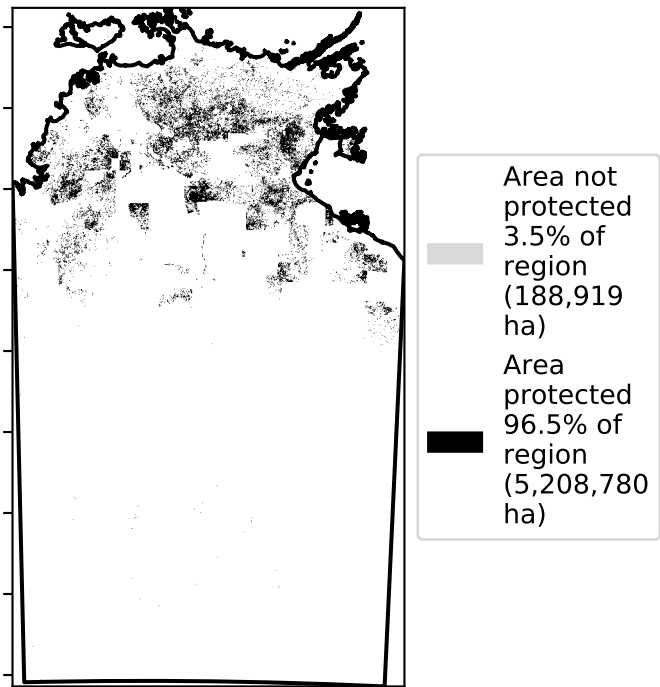 Area not
protected
3.5% of
region
(188,919
ha)
Area
protected
96.5% of
region
(5,208,780
ha)